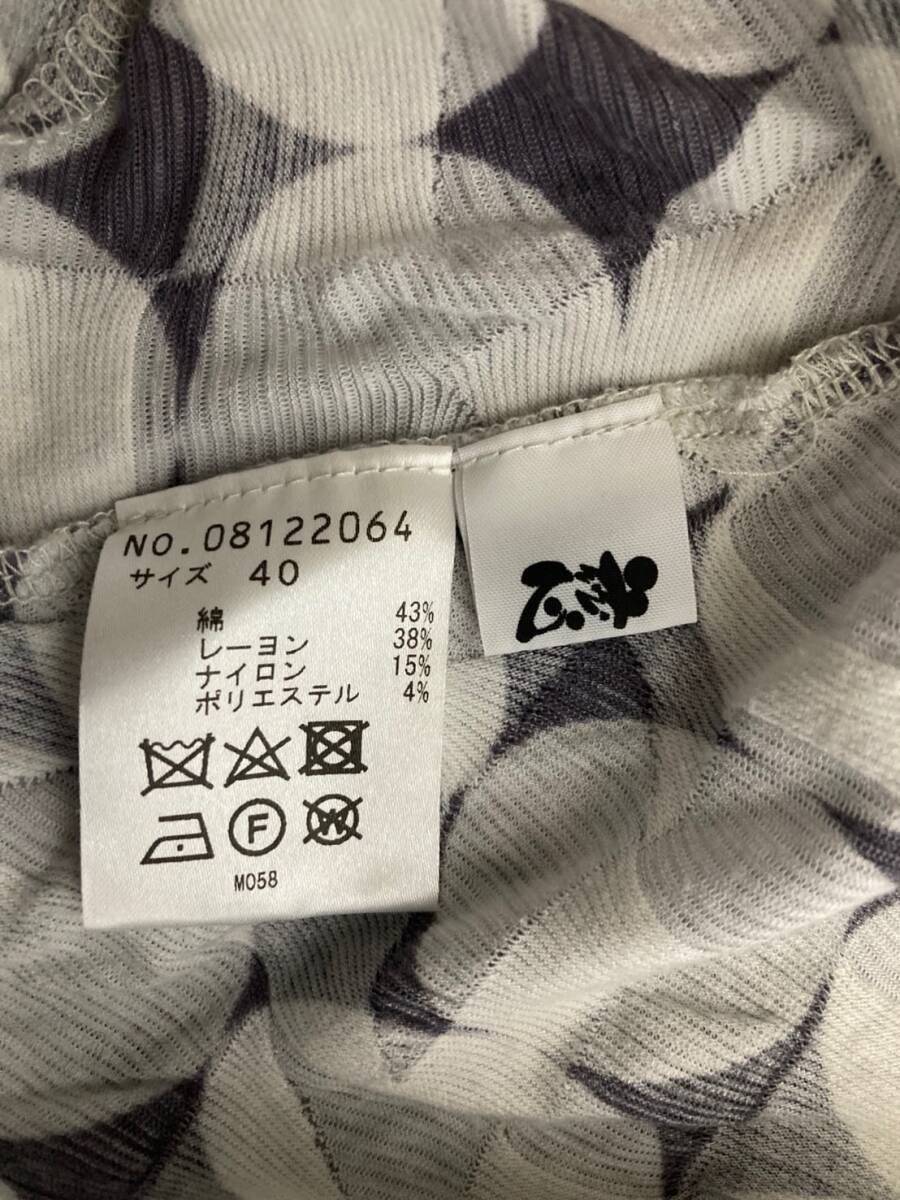 NO.08122064
サイズ 40
綿 43%
レーヨン 38%
ナイロン 15%
ポリエステル 4%
F
W
M058